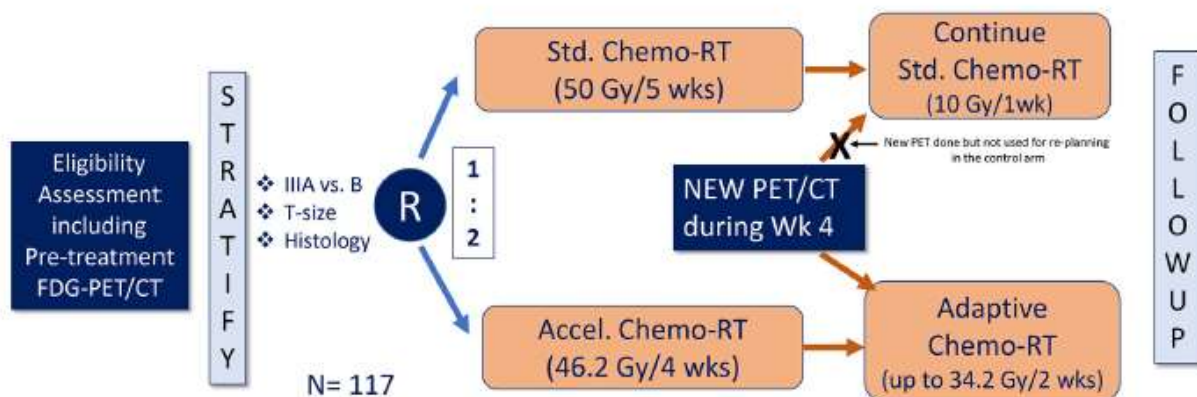 Eligibility
Assessment
including
Pre-treatment
FDG-PET/CT
S
T
R
A
T
I
F
Y
❖ IIIA vs. B
❖ T-size
❖ Histology
N= 117
R
1
:
2
Std. Chemo-RT
(50 Gy/5 wks)
Accel. Chemo-RT
(46.2 Gy/4 wks)
NEW PET/CT
during Wk 4
Continue
Std. Chemo-RT
(10 Gy/1wk)
X
New PET done but not used for re-planning
in the control arm
Adaptive
Chemo-RT
(up to 34.2 Gy/2 wks)
F
O
L
L
O
W
U
P